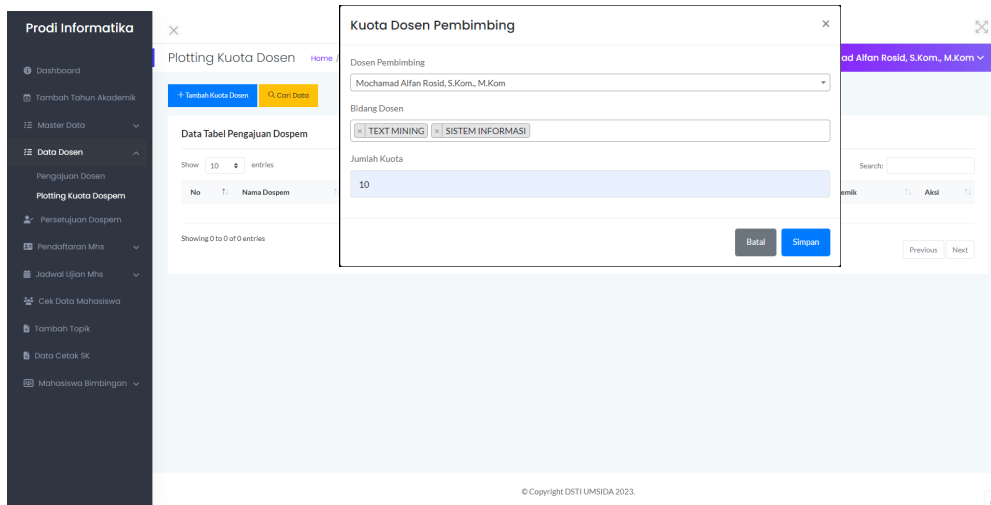 Prodi Informatika
Dashboard
Tambah Tahun Akademik
Master Data
Data Dosen
Pengajuan Dosen
Plotting Kuota Dospem
Persetujuan Dospem
Pendaftaran Mhs
Jadwal Ujian Mhs
Cek Data Mahasiswa
Tambah Topik
Data Cetak SK
Mahasiswa Bimbingan
Plotting Kuota Dosen Home /
ad Alfan Rosid, S.Kom., M.Kom
+ Tambah Kuota Dosen
Cari Data
Data Tabel Pengajuan Dospem
Show 10 entries
Search:
No Nama Dospem emik Aksi
Showing 0 to 0 of 0 entries
Previous Next
Kuota Dosen Pembimbing ×
Dosen Pembimbing
Mochamad Alfan Rosid, S.Kom., M.Kom
Bidang Dosen
× TEXT MINING × SISTEM INFORMASI
Jumlah Kuota
10
Batal Simpan
© Copyright DSTI UMSIDA 2023.